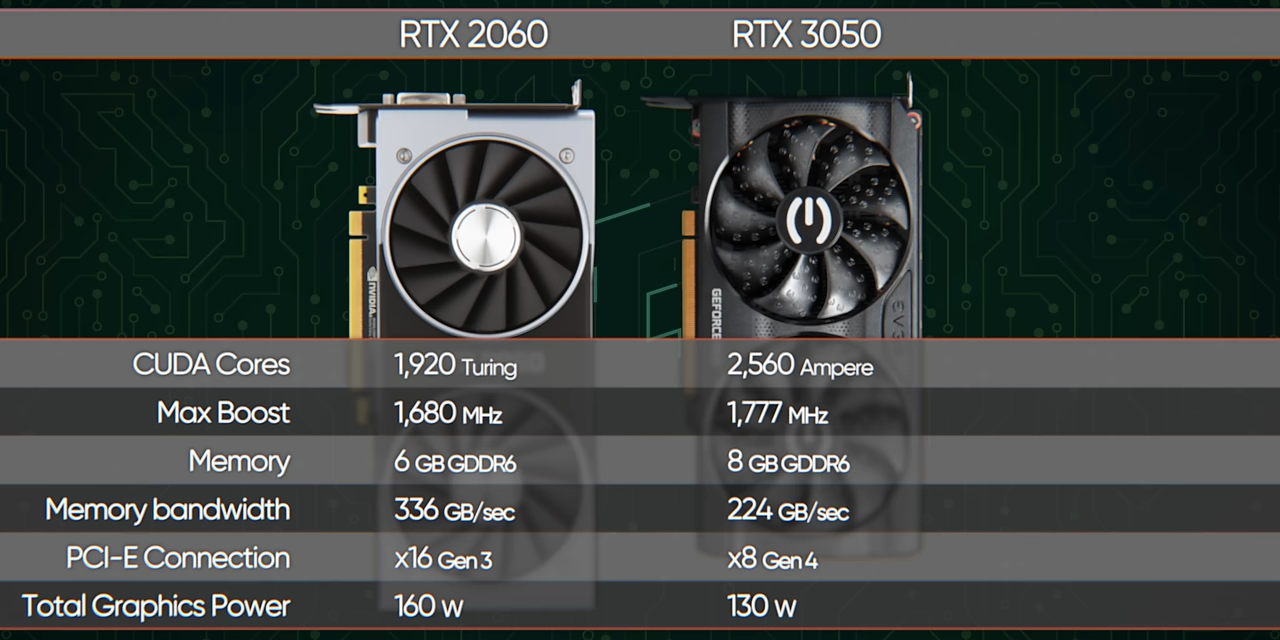 RTX 2060 RTX 3050
NVIDIA
GEFORCE
CUDA Cores 1,920 Turing 2,560 Ampere
Max Boost 1,680 MHz 1,777 MHz
Memory 6 GB GDDR6 8 GB GDDR6
Memory bandwidth 336 GB/sec 224 GB/sec
PCI-E Connection x16 Gen 3 x8 Gen 4
Total Graphics Power 160 W 130 W